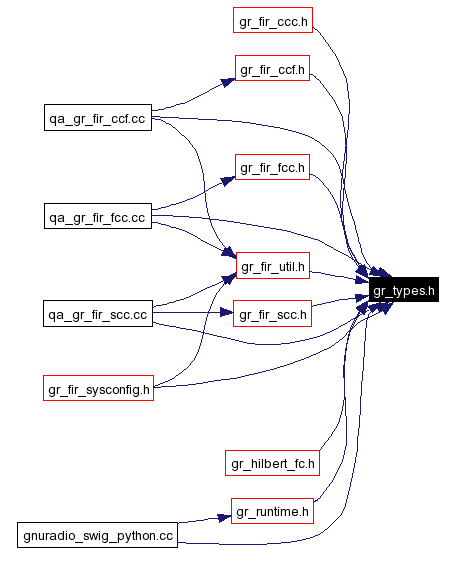 gr_fir_ccc.h
gr_fir_ccf.h
qa_gr_fir_ccf.cc
gr_fir_fcc.h
qa_gr_fir_fcc.cc
gr_fir_util.h
gr_types.h
qa_gr_fir_scc.cc
gr_fir_scc.h
gr_fir_sysconfig.h
gr_hilbert_fc.h
gr_runtime.h
gnuradio_swig_python.cc